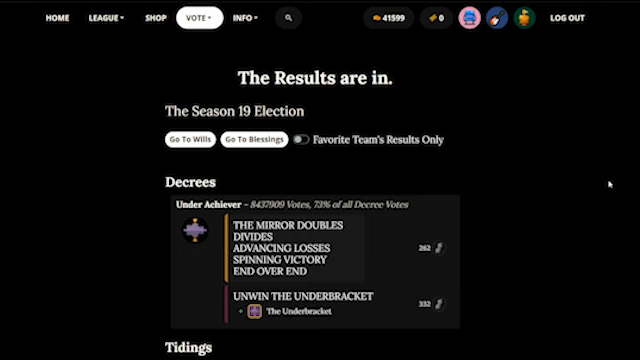 HOME LEAGUE SHOP VOTE INFO 41599 0 LOG OUT
The Results are in.
The Season 19 Election
Go To Wills Go To Blessings Favorite Team's Results Only
Decrees
Under Achiever - 8437909 Votes, 73% of all Decree Votes
THE MIRROR DOUBLES
DIVIDES
ADVANCING LOSSES
SPINNING VICTORY
END OVER END
262
UNWIN THE UNDERBRACKET
The Underbracket
332
Tidings